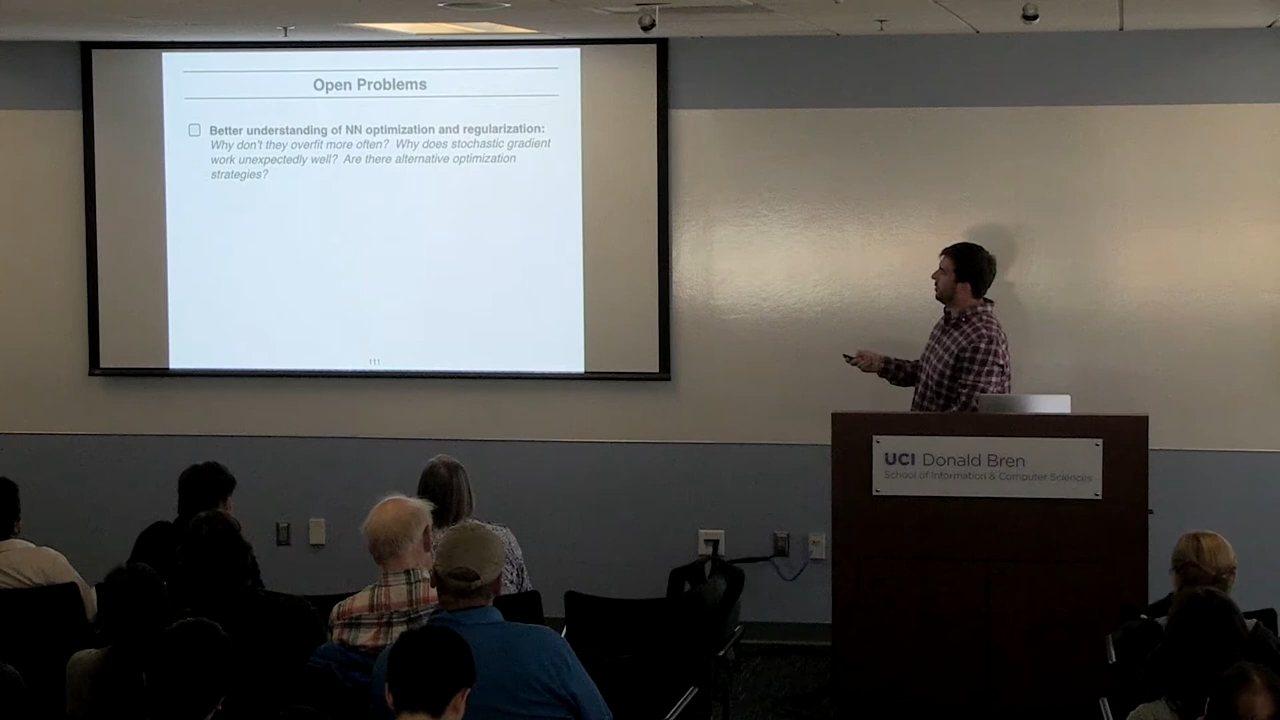 Open Problems
Better understanding of NN optimization and regularization:
Why don't they overfit more often? Why does stochastic gradient
work unexpectedly well? Are there alternative optimization
strategies?
111
UCI Donald Bren
School of Information & Computer Sciences